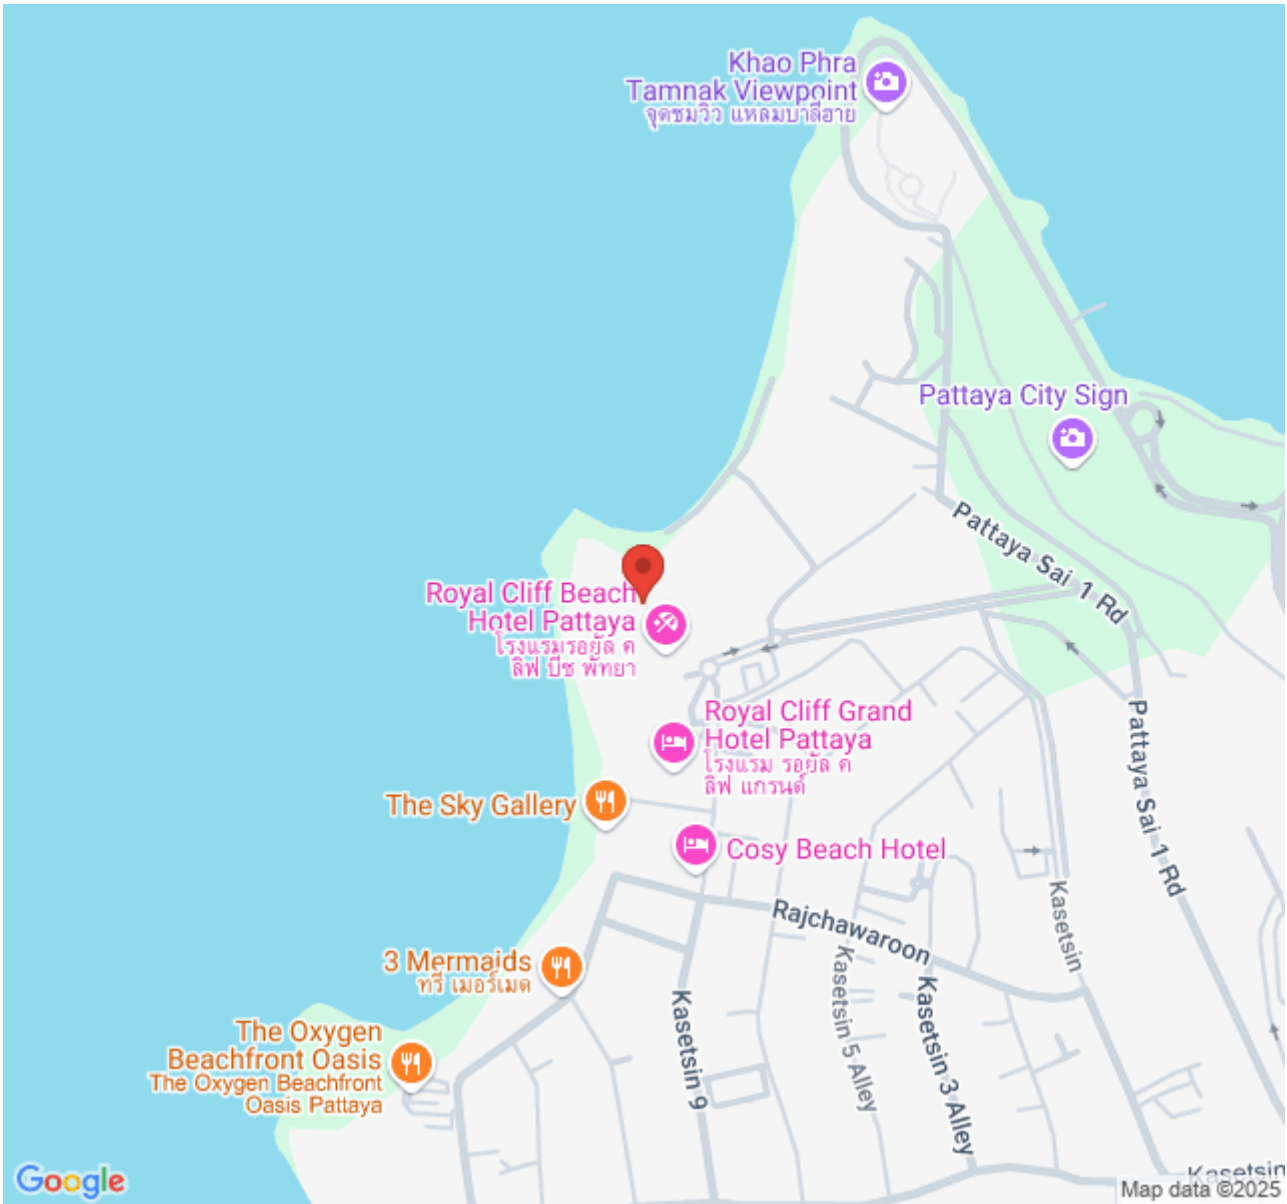 Khao Phra
Tamnak Viewpoint
จุดชมวิว แหลมบาลีฮาย
Pattaya City Sign
Pattaya Sai 1 Rd
Royal Cliff Beach
Hotel Pattaya
โรงแรมรอยัล ค
ลิฟ บีช พัทยา
Royal Cliff Grand
Hotel Pattaya
โรงแรม รอยัล ค
ลิฟ แกรนด์
Pattaya Sai 1 Rd
The Sky Gallery
Cosy Beach Hotel
Kasetsin
Rajchawaroon
3 Mermaids
ทรี เมอร์เมด
Kasetsin 9
Kasetsin 5 Alley
Kasetsin 3 Alley
The Oxygen
Beachfront Oasis
The Oxygen Beachfront
Oasis Pattaya
Kasetsin
Google
Map data ©2025